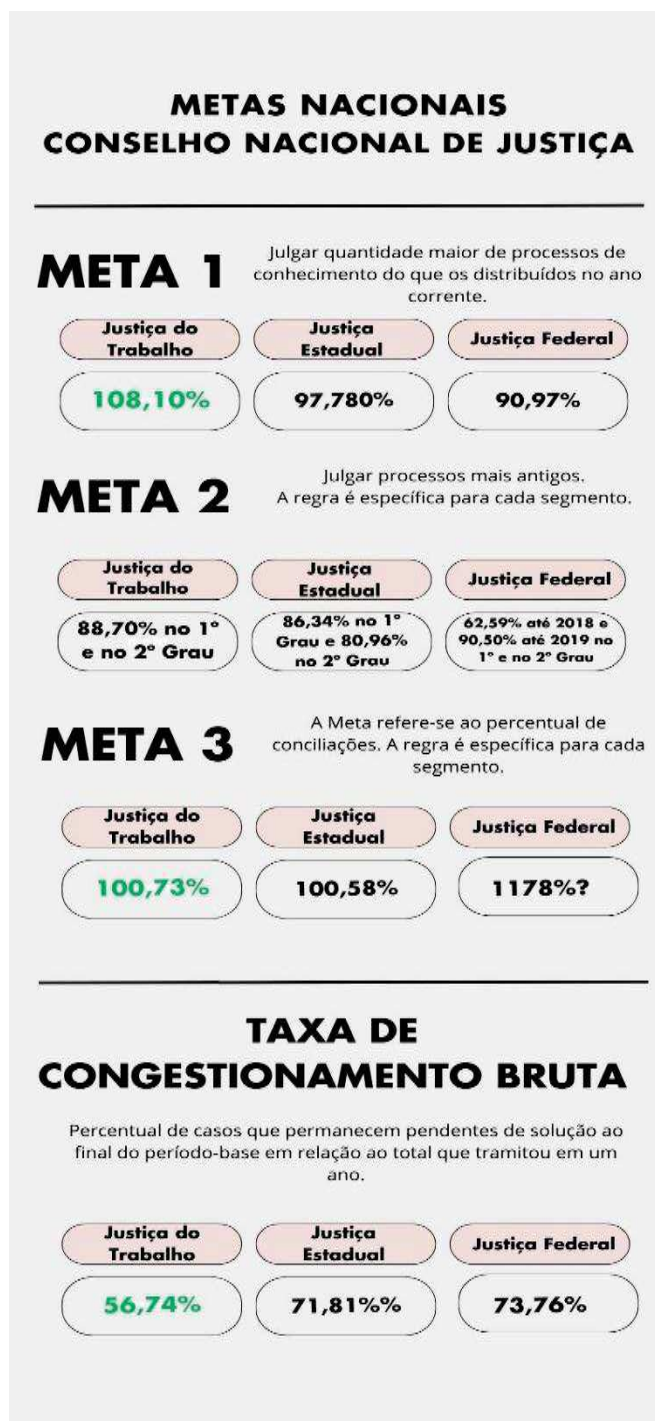 METAS NACIONAIS
CONSELHO NACIONAL DE JUSTIÇA
META 1
Julgar quantidade maior de processos de
conhecimento do que os distribuídos no ano
corrente.
Justiça do
Trabalho
Justiça
Estadual
Justiça Federal
108,10%
97,780%
90,97%
META 2
Julgar processos mais antigos.
A regra é específica para cada segmento.
Justiça do
Trabalho
Justiça
Estadual
Justiça Federal
88,70% no 1º
e no 2º Grau
86,34% no 1º
Grau e 80,96%
no 2º Grau
62,59% até 2018 e
90,50% até 2019 no
1º e no 2º Grau
META 3
A Meta refere-se ao percentual de
conciliações. A regra é específica para cada
segmento.
Justiça do
Trabalho
Justiça
Estadual
Justiça Federal
100,73%
100,58%
1178%?
TAXA DE
CONGESTIONAMENTO BRUTA
Percentual de casos que permanecem pendentes de solução ao
final do período-base em relação ao total que tramitou em um
ano.
Justiça do
Trabalho
Justiça
Estadual
Justiça Federal
56,74%
71,81%%
73,76%